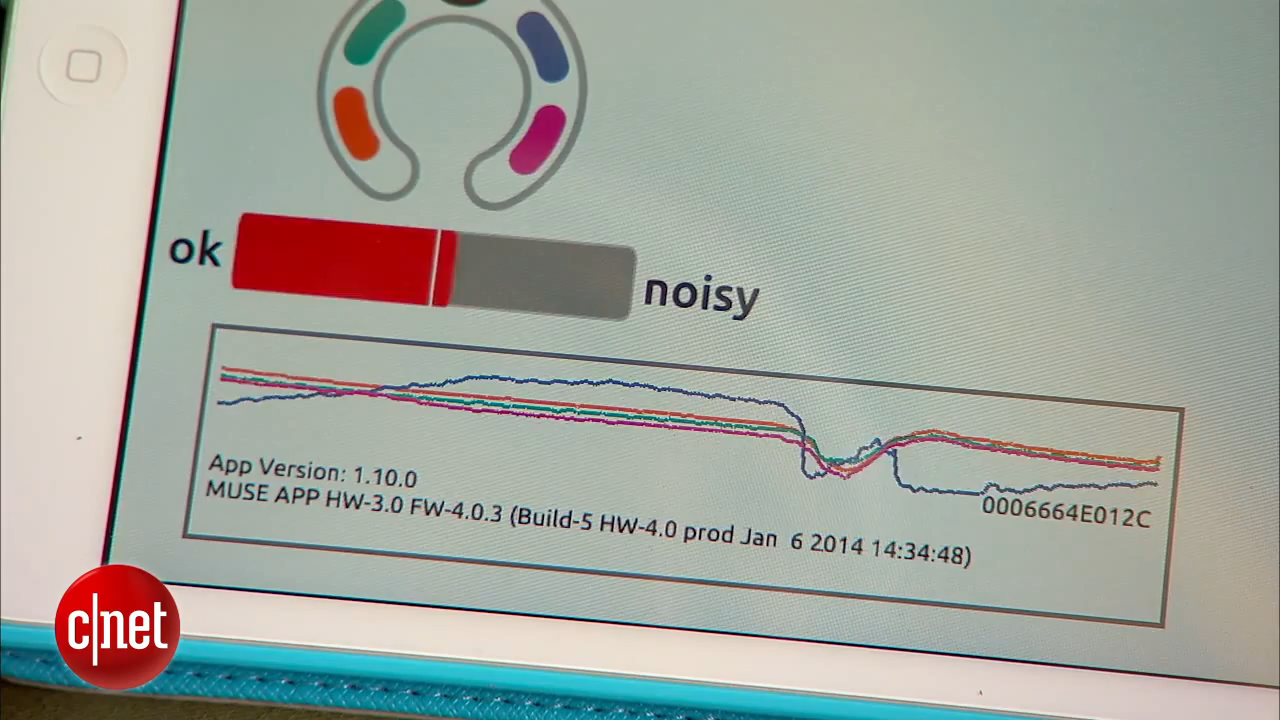 ok
noisy
App Version: 1.10.0
MUSE APP HW-3.0 FW-4.0.3 (Build-5 HW-4.0 prod Jan  6 2014 14:34:48)
0006664E012C
c|net